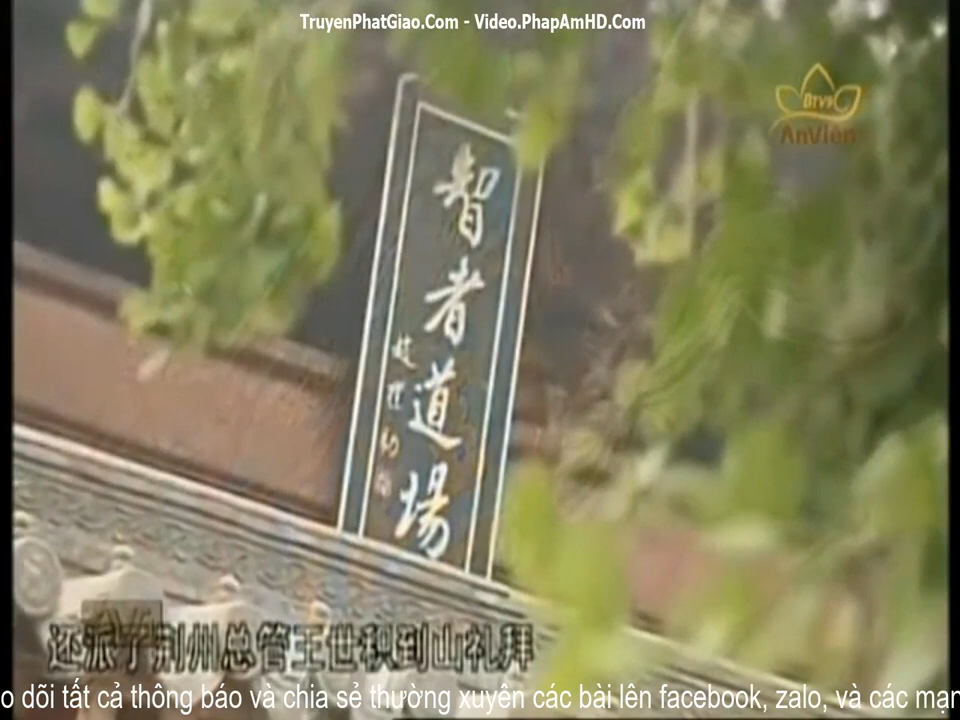 TruyenPhatGiao.Com - Video.PhapAmHD.Com
BTV9
AnViên
智者道場
还派了荆州总管王世积到山礼拜
o dõi tất cả thông báo và chia sẻ thường xuyên các bài lên facebook, zalo, và các mạn